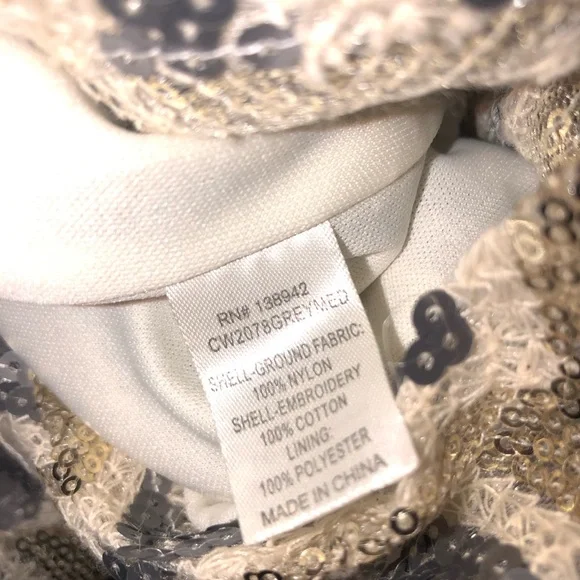 RN# 138942
CW2078GREYMED
SHELL-GROUND FABRIC:
100% NYLON
SHELL-EMBROIDERY
100% COTTON
LINING:
100% POLYESTER
MADE IN CHINA